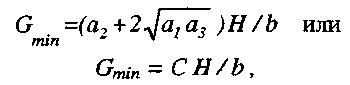 G_min = (a_2 + 2√(a_1 a_3)) H / b или
G_min = C H / b,